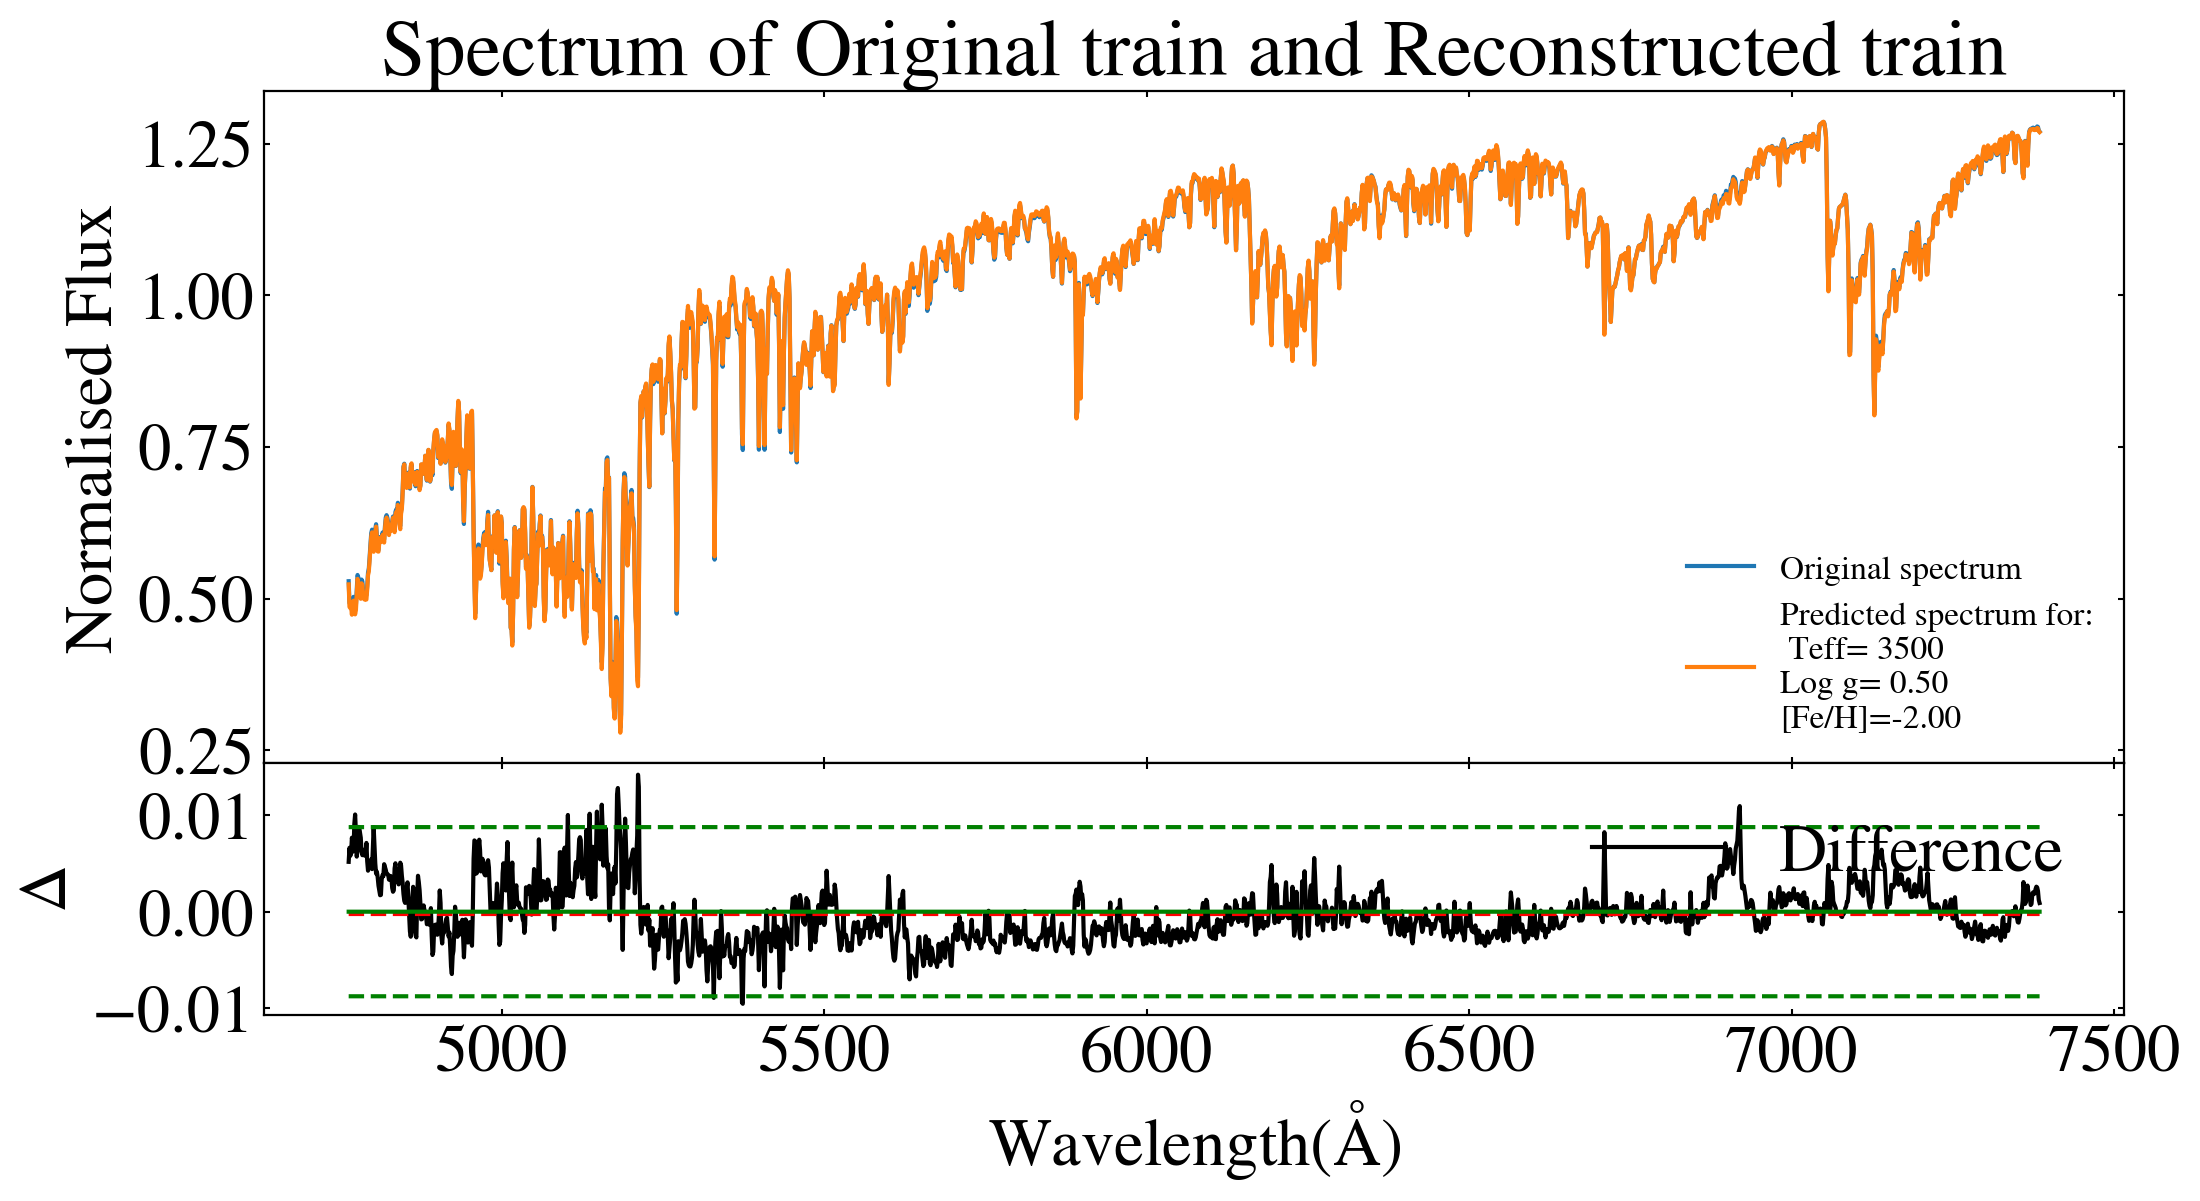 Spectrum of Original train and Reconstructed train
1.25
1.00
0.75
0.50
0.25
Normalised Flux
Original spectrum
Predicted spectrum for:
Teff= 3500
Log g= 0.50
[Fe/H]=-2.00
0.01
0.00
−0.01
Δ
Difference
5000 5500 6000 6500 7000 7500
Wavelength(Å)